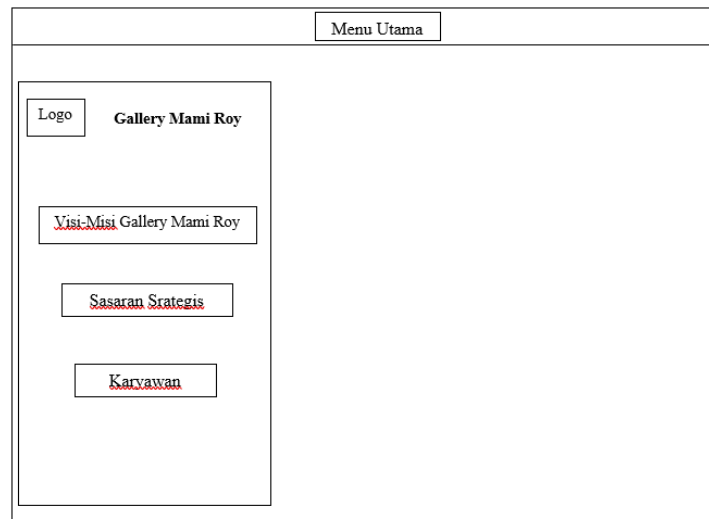 Menu Utama
Logo
Gallery Mami Roy
Visi-Misi Gallery Mami Roy
Sasaran Srategis
Karyawan